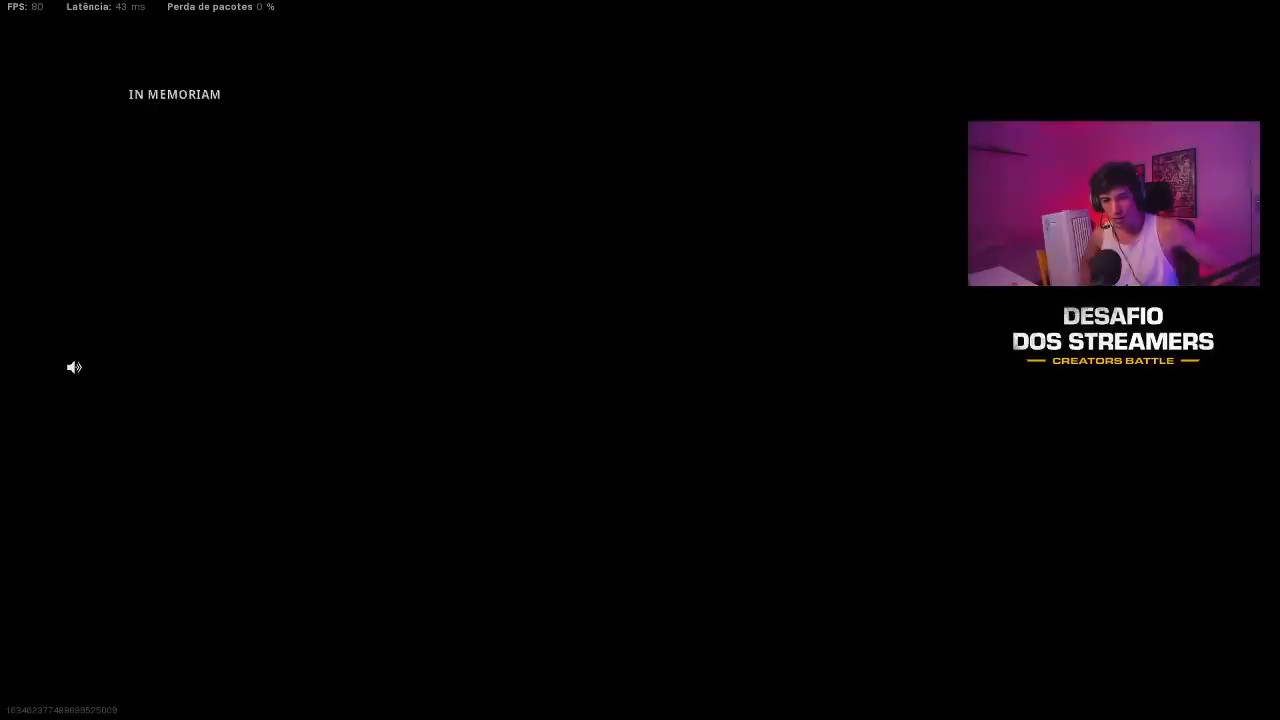 FPS: 80 Latência: 43 ms Perda de pacotes 0 %
IN MEMORIAM
DESAFIO
DOS STREAMERS
CREATORS BATTLE